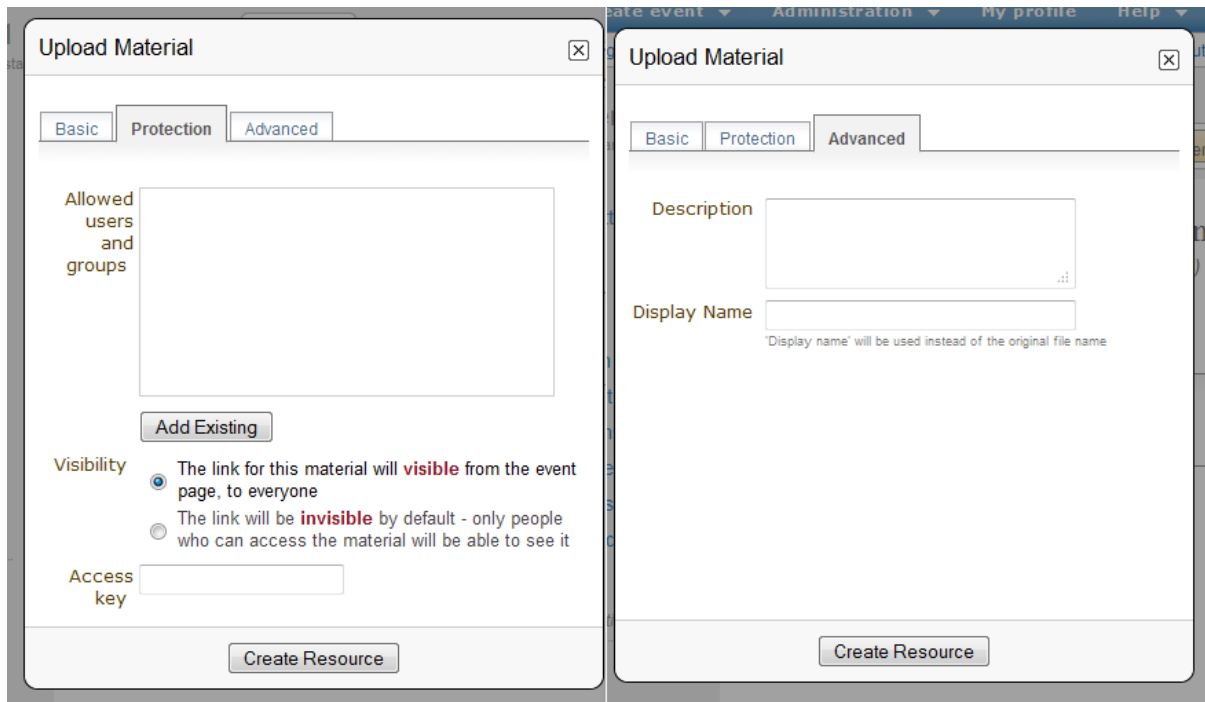 Upload Material
Basic
Protection
Advanced
Allowed
users
and
groups
Add Existing
Visibility
The link for this material will visible from the event
page, to everyone
The link will be invisible by default - only people
who can access the material will be able to see it
Access
key
Create Resource
Administration
My profile
Help
Upload Material
Basic
Protection
Advanced
Description
Display Name
'Display name' will be used instead of the original file name
Create Resource